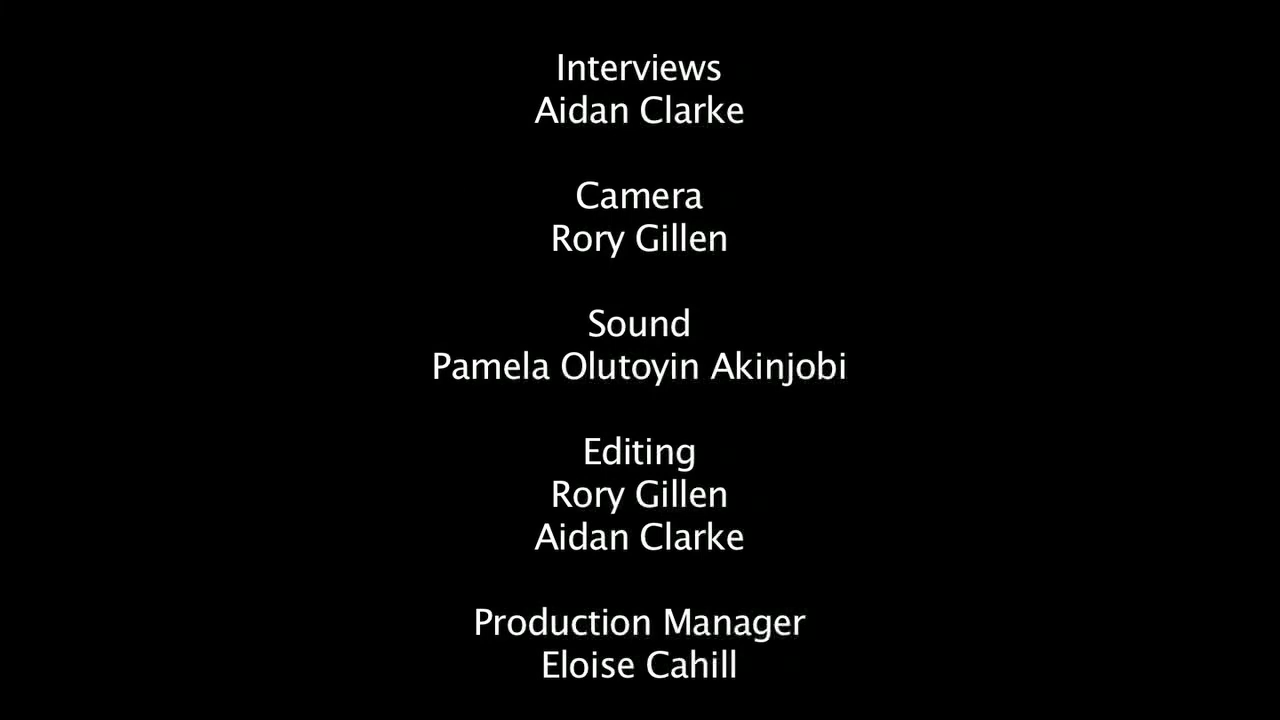 Interviews
Aidan Clarke
Camera
Rory Gillen
Sound
Pamela Olutoyin Akinjobi
Editing
Rory Gillen
Aidan Clarke
Production Manager
Eloise Cahill